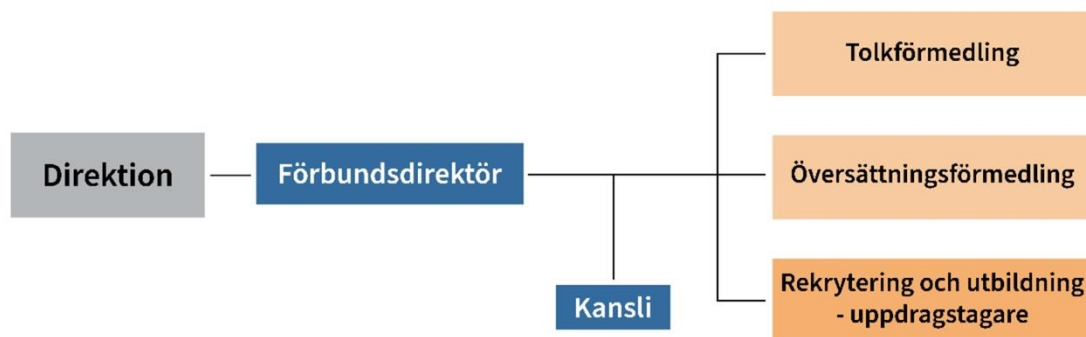 Tolkförmedling
Direktion
Förbundsdirektör
Översättningsförmedling
Kansli
Rekrytering och utbildning
- uppdragstagare